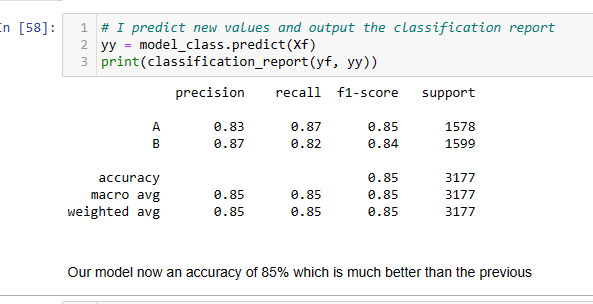 In [58]:
1 # I predict new values and output the classification report
2 yy = model_class.predict(Xf)
3 print(classification_report(yf, yy))
precision recall f1-score support
A 0.83 0.87 0.85 1578
B 0.87 0.82 0.84 1599
accuracy 0.85 3177
macro avg 0.85 0.85 0.85 3177
weighted avg 0.85 0.85 0.85 3177
Our model now an accuracy of 85% which is much better than the previous